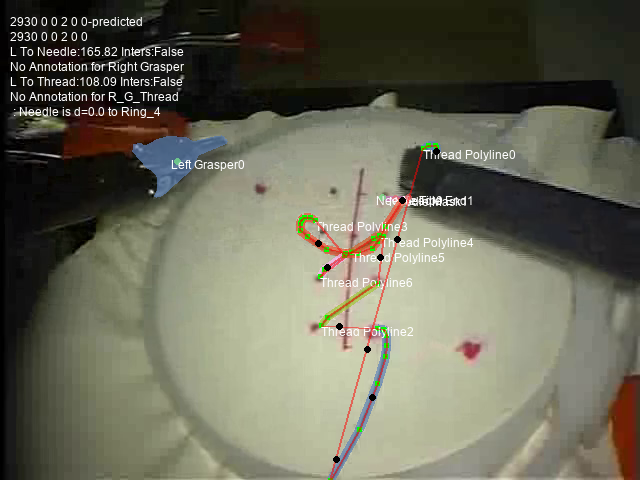 2930 0 0 2 0 0-predicted
2930 0 0 2 0 0
L To Needle:165.82 Inters:False
No Annotation for Right Grasper
L To Thread:108.09 Inters:False
No Annotation for R_G_Thread
: Needle is d=0.0 to Ring_4
Thread Polyline0
Left Grasper0
Thread Polyline3
Thread Polyline4
Thread Polyline5
Thread Polyline6
Thread Polyline2